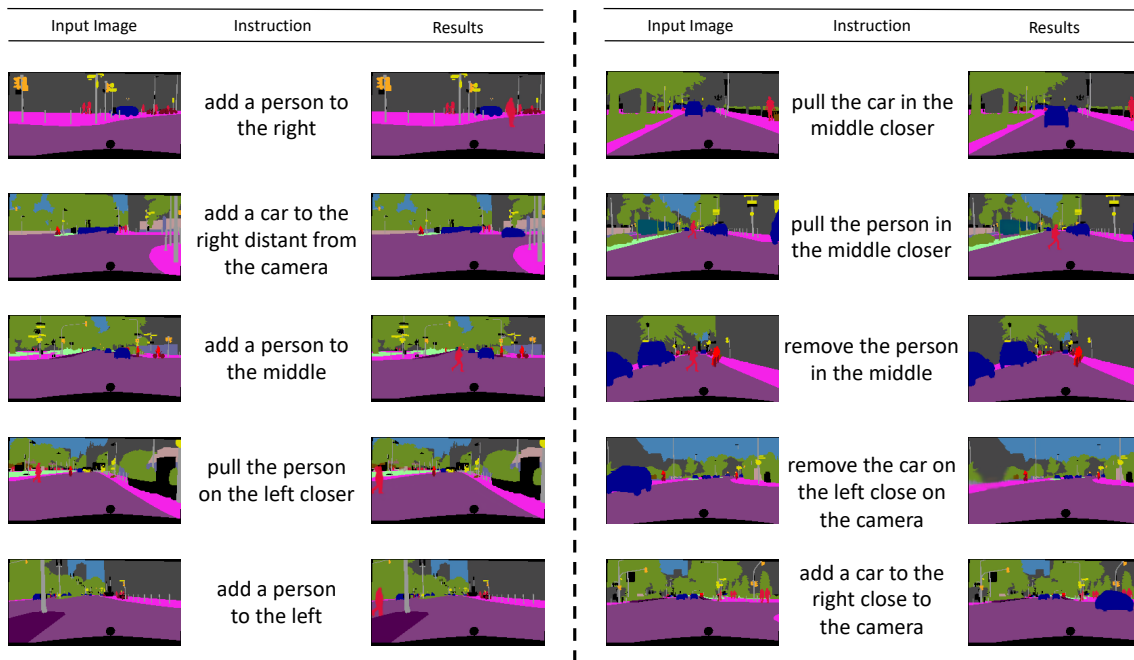 Input Image Instruction Results
add a person to
the right
add a car to the
right distant from
the camera
add a person to
the middle
pull the person
on the left closer
add a person
to the left
Input Image Instruction Results
pull the car in the
middle closer
pull the person in
the middle closer
remove the person
in the middle
remove the car on
the left close on
the camera
add a car to the
right close to
the camera